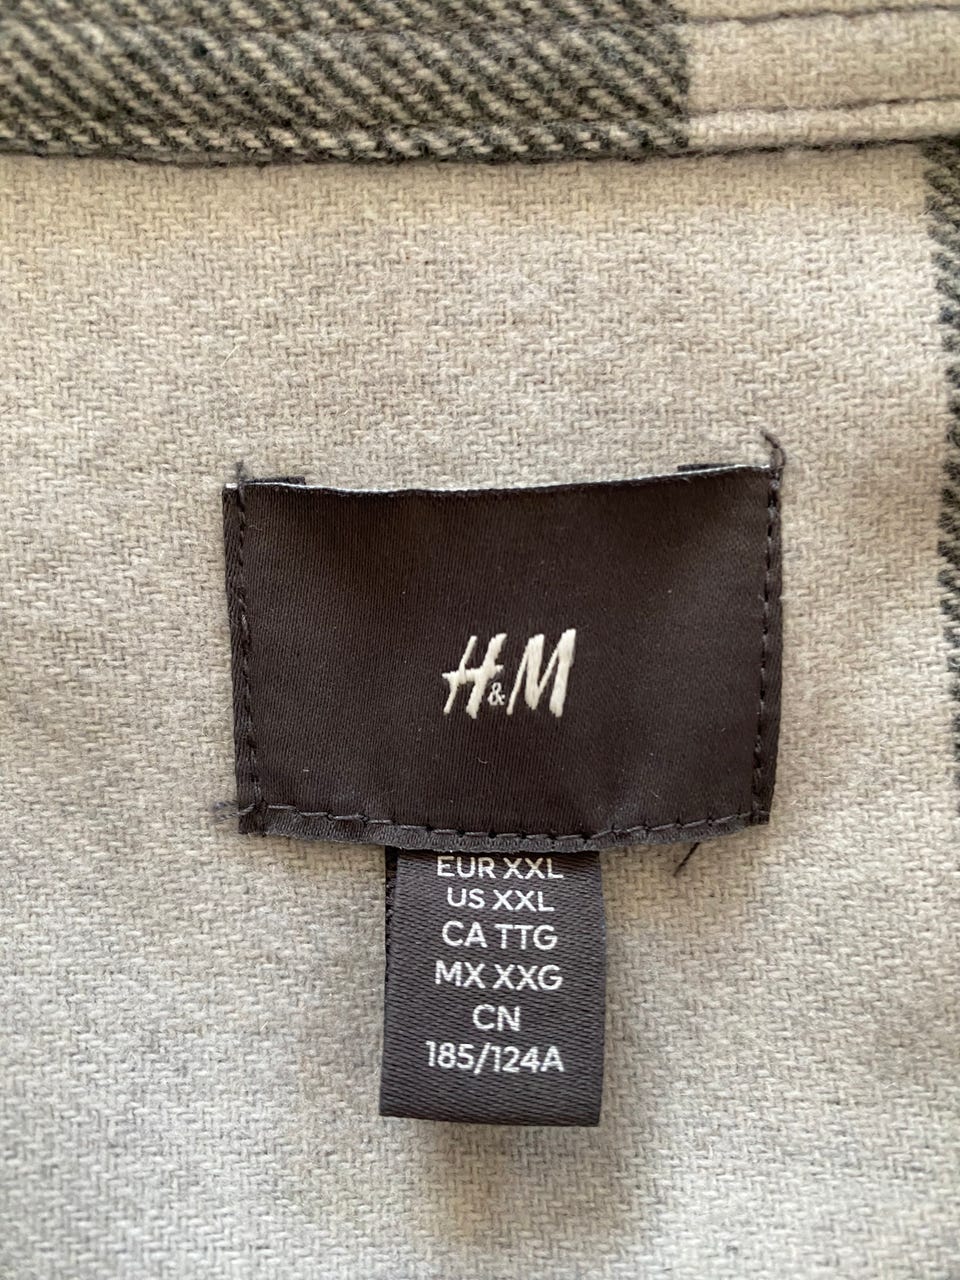 H&M
EUR XXL
US XXL
CA TTG
MX XXG
CN
185/124A